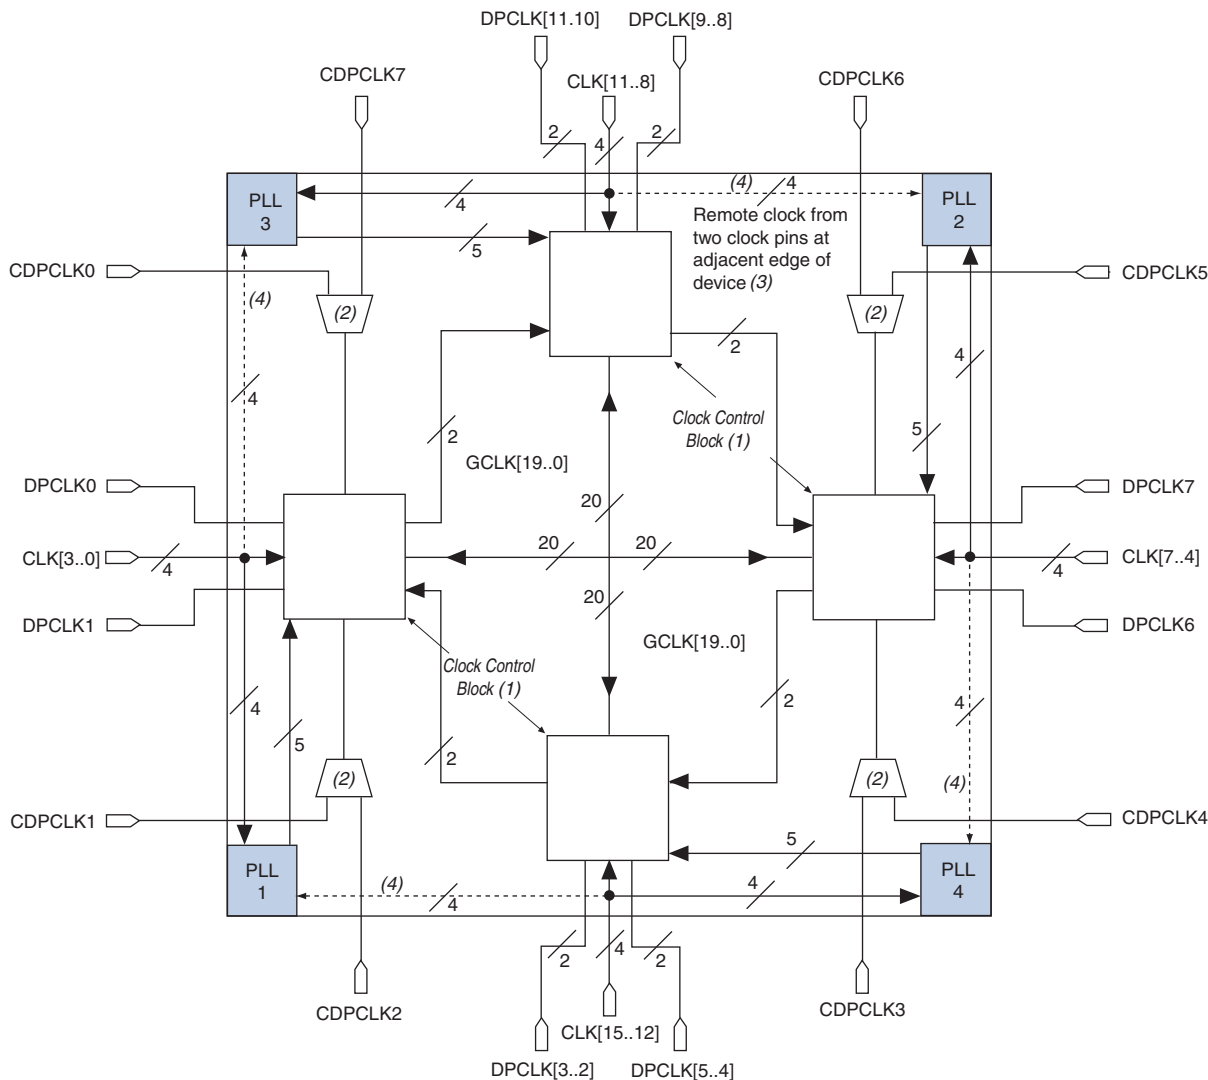 DPCLK[11.10]
DPCLK[9..8]
CDPCLK7
CLK[11..8]
CDPCLK6
2
4
2
PLL
3
4
(4)
4
PLL
2
Remote clock from
two clock pins at
adjacent edge of
device (3)
5
CDPCLK0
CDPCLK5
(4)
(2)
(2)
2
4
4
Clock Control
Block (1)
2
5
GCLK[19..0]
DPCLK0
DPCLK7
20
CLK[3..0]
4
20
20
4
CLK[7..4]
20
DPCLK1
DPCLK6
GCLK[19..0]
Clock Control
Block (1)
4
5
2
2
4
(2)
(2)
(4)
CDPCLK1
CDPCLK4
5
PLL
1
(4)
4
4
PLL
4
2
4
2
CDPCLK2
CDPCLK3
CLK[15..12]
DPCLK[3..2]
DPCLK[5..4]